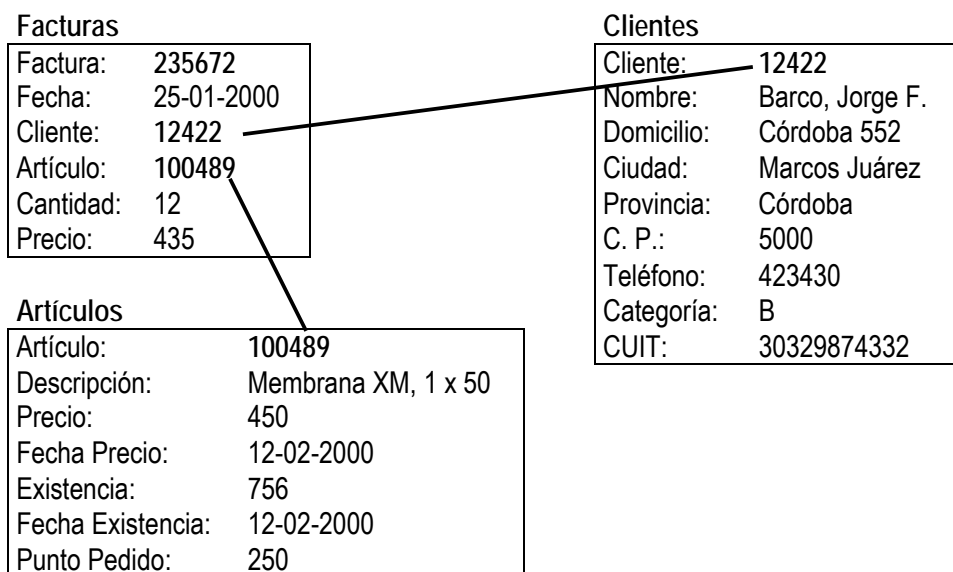 Facturas
Factura: 235672
Fecha: 25-01-2000
Cliente: 12422
Artículo: 100489
Cantidad: 12
Precio: 435
Clientes
Cliente: 12422
Nombre: Barco, Jorge F.
Domicilio: Córdoba 552
Ciudad: Marcos Juárez
Provincia: Córdoba
C. P.: 5000
Teléfono: 423430
Categoría: B
CUIT: 30329874332
Artículos
Artículo: 100489
Descripción: Membrana XM, 1 x 50
Precio: 450
Fecha Precio: 12-02-2000
Existencia: 756
Fecha Existencia: 12-02-2000
Punto Pedido: 250